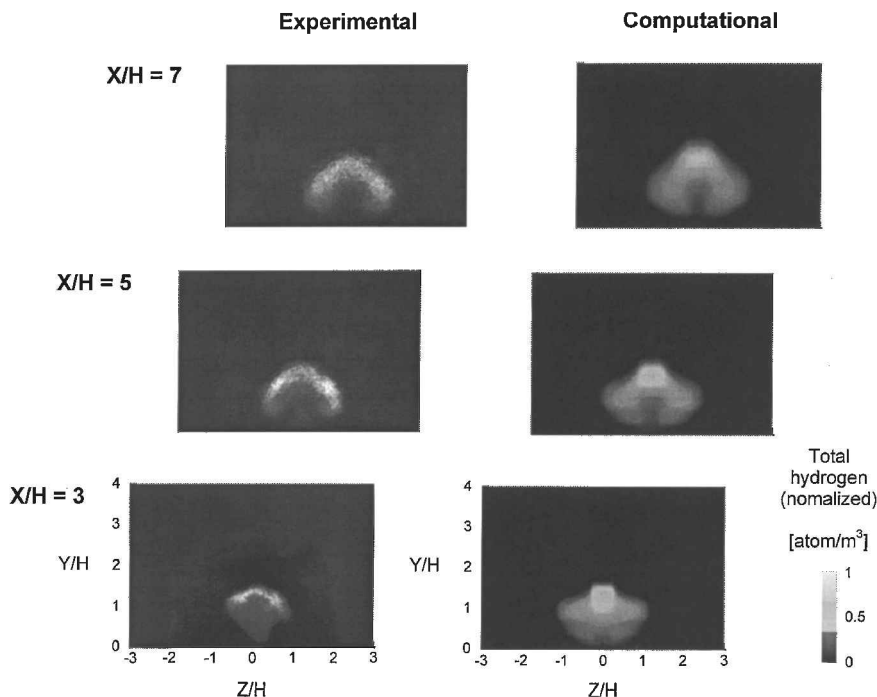 Experimental
Computational
X/H = 7
X/H = 5
X/H = 3
4
3
Y/H 2
1
0
-3 -2 -1 0 1 2 3
Z/H
4
3
Y/H 2
1
0
-3 -2 -1 0 1 2 3
Z/H
Total
hydrogen
(nomalized)
[atom/m³]
1
0.5
0